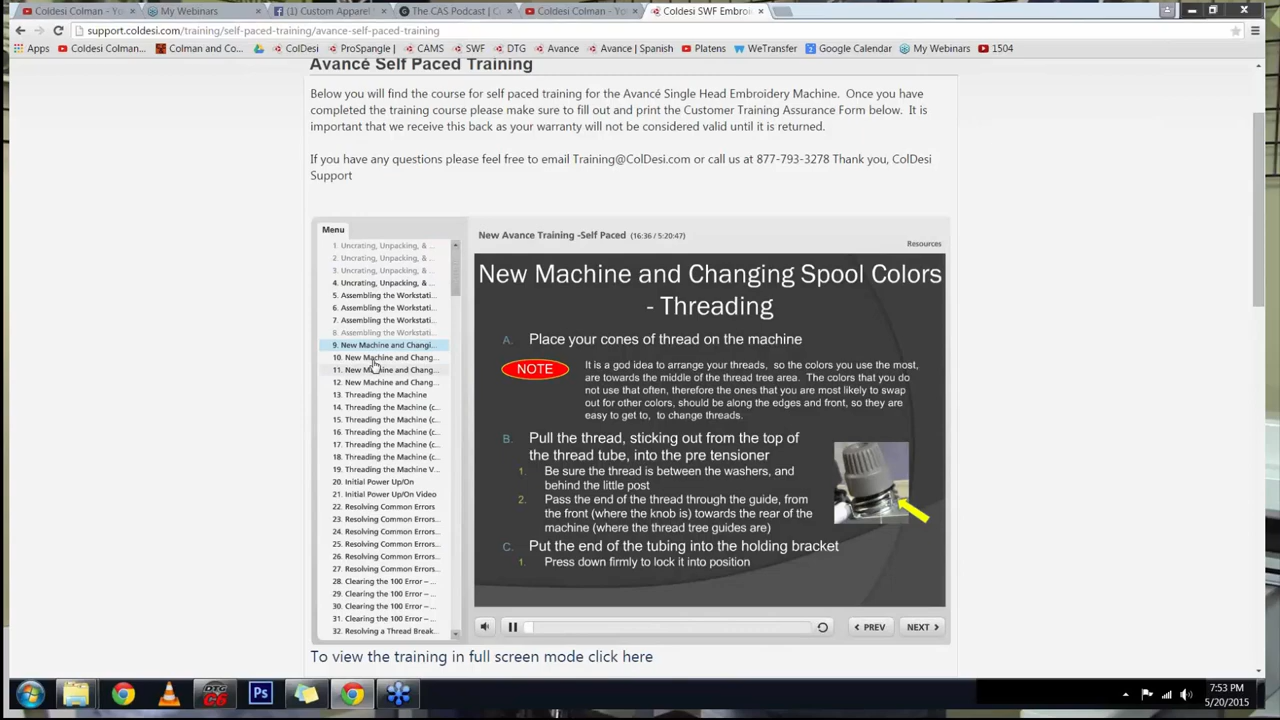 Coldesi Colman - Yo...
My Webinars
(1) Custom Apparel
The CAS Podcast | C
Coldesi Colman - Yo
Coldesi SWF Embroi
support.coldesi.com/training/self-paced-training/avance-self-paced-training
Apps Coldesi Colman... Colman and Co... ColDesi ProSpangle | CAMS SWF DTG Avance Avance | Spanish Platens WeTransfer Google Calendar My Webinars 1504
Avancé Self Paced Training
Below you will find the course for self paced training for the Avancé Single Head Embroidery Machine. Once you have
completed the training course please make sure to fill out and print the Customer Training Assurance Form below. It is
important that we receive this back as your warranty will not be considered valid until it is returned.
If you have any questions please feel free to email Training@ColDesi.com or call us at 877-793-3278 Thank you, ColDesi
Support
Menu
1. Uncrating, Unpacking, & ...
2. Uncrating, Unpacking, & ...
3. Uncrating, Unpacking, & ...
4. Uncrating, Unpacking, & ...
5. Assembling the Workstati...
6. Assembling the Workstati...
7. Assembling the Workstati...
8. Assembling the Workstati...
9. New Machine and Changi...
10. New Machine and Chang...
11. New Machine and Chang...
12. New Machine and Chang...
13. Threading the Machine
14. Threading the Machine (c...
15. Threading the Machine (c...
16. Threading the Machine (c...
17. Threading the Machine (c...
18. Threading the Machine (c...
19. Threading the Machine V...
20. Initial Power Up/On
21. Initial Power Up/On Video
22. Resolving Common Errors
23. Resolving Common Errors...
24. Resolving Common Errors...
25. Resolving Common Errors...
26. Resolving Common Errors...
27. Resolving Common Errors...
28. Clearing the 100 Error – ...
29. Clearing the 100 Error – ...
30. Clearing the 100 Error – ...
31. Clearing the 100 Error – ...
32. Resolving a Thread Break...
New Avance Training -Self Paced (16:36 / 5:20:47)
Resources
New Machine and Changing Spool Colors
- Threading
A. Place your cones of thread on the machine
NOTE
It is a god idea to arrange your threads, so the colors you use the most,
are towards the middle of the thread tree area. The colors that you do
not use that often, therefore the ones that you are most likely to swap
out for other colors, should be along the edges and front, so they are
easy to get to, to change threads.
B. Pull the thread, sticking out from the top of
the thread tube, into the pre tensioner
1. Be sure the thread is between the washers, and
behind the little post
2. Pass the end of the thread through the guide, from
the front (where the knob is) towards the rear of the
machine (where the thread tree guides are)
C. Put the end of the tubing into the holding bracket
1. Press down firmly to lock it into position
PREV
NEXT
To view the training in full screen mode click here
DTG
Ps
7:53 PM
5/20/2015